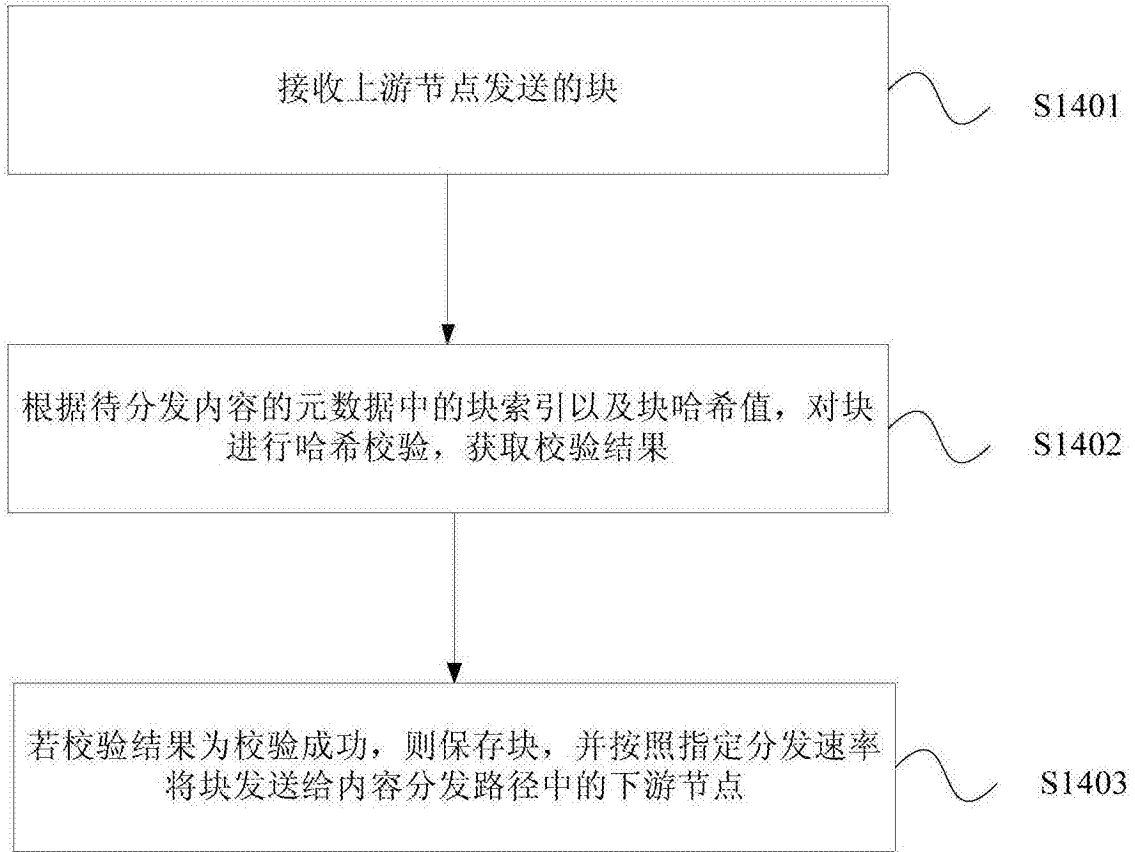 接收上游节点发送的块
S1401
根据待分发内容的元数据中的块索引以及块哈希值，对块
进行哈希校验，获取校验结果
S1402
若校验结果为校验成功，则保存块，并按照指定分发速率
将块发送给内容分发路径中的下游节点
S1403